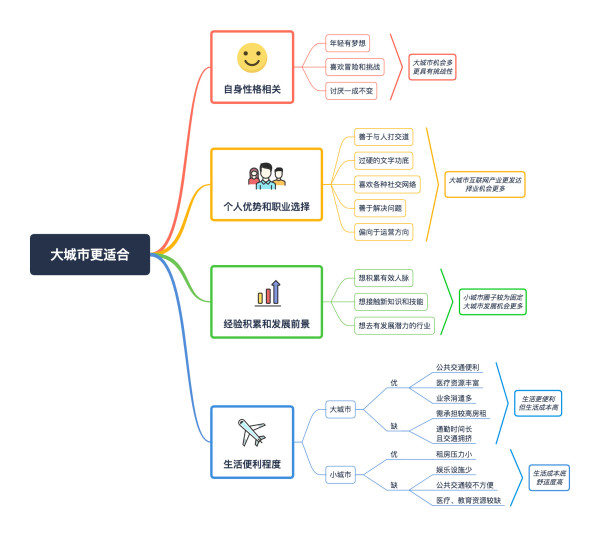 大城市更适合
自身性格相关
年轻有梦想
喜欢冒险和挑战
讨厌一成不变
大城市机会多
更具有挑战性
个人优势和职业选择
善于与人打交道
过硬的文字功底
喜欢各种社交网络
善于解决问题
偏向于运营方向
大城市互联网产业更发达
择业机会更多
经验积累和发展前景
想积累有效人脉
想接触新知识和技能
想去有发展潜力的行业
小城市圈子较为固定
大城市发展机会更多
生活便利程度
大城市
优
公共交通便利
医疗资源丰富
业余消遣多
缺
需承担较高房租
通勤时间长
且交通拥挤
生活更便利
但生活成本高
小城市
优
租房压力小
缺
娱乐设施少
公共交通较不方便
医疗、教育资源较缺
生活成本底
舒适度高